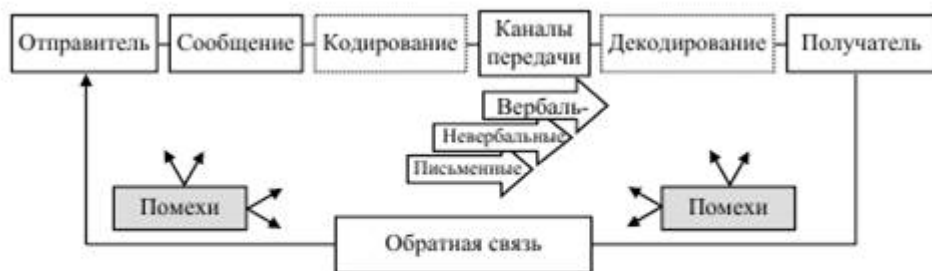 Отправитель
Сообщение
Кодирование
Каналы
передачи
Декодирование
Получатель
Вербаль-
Невербальные
Письменные
Помехи
Помехи
Обратная связь